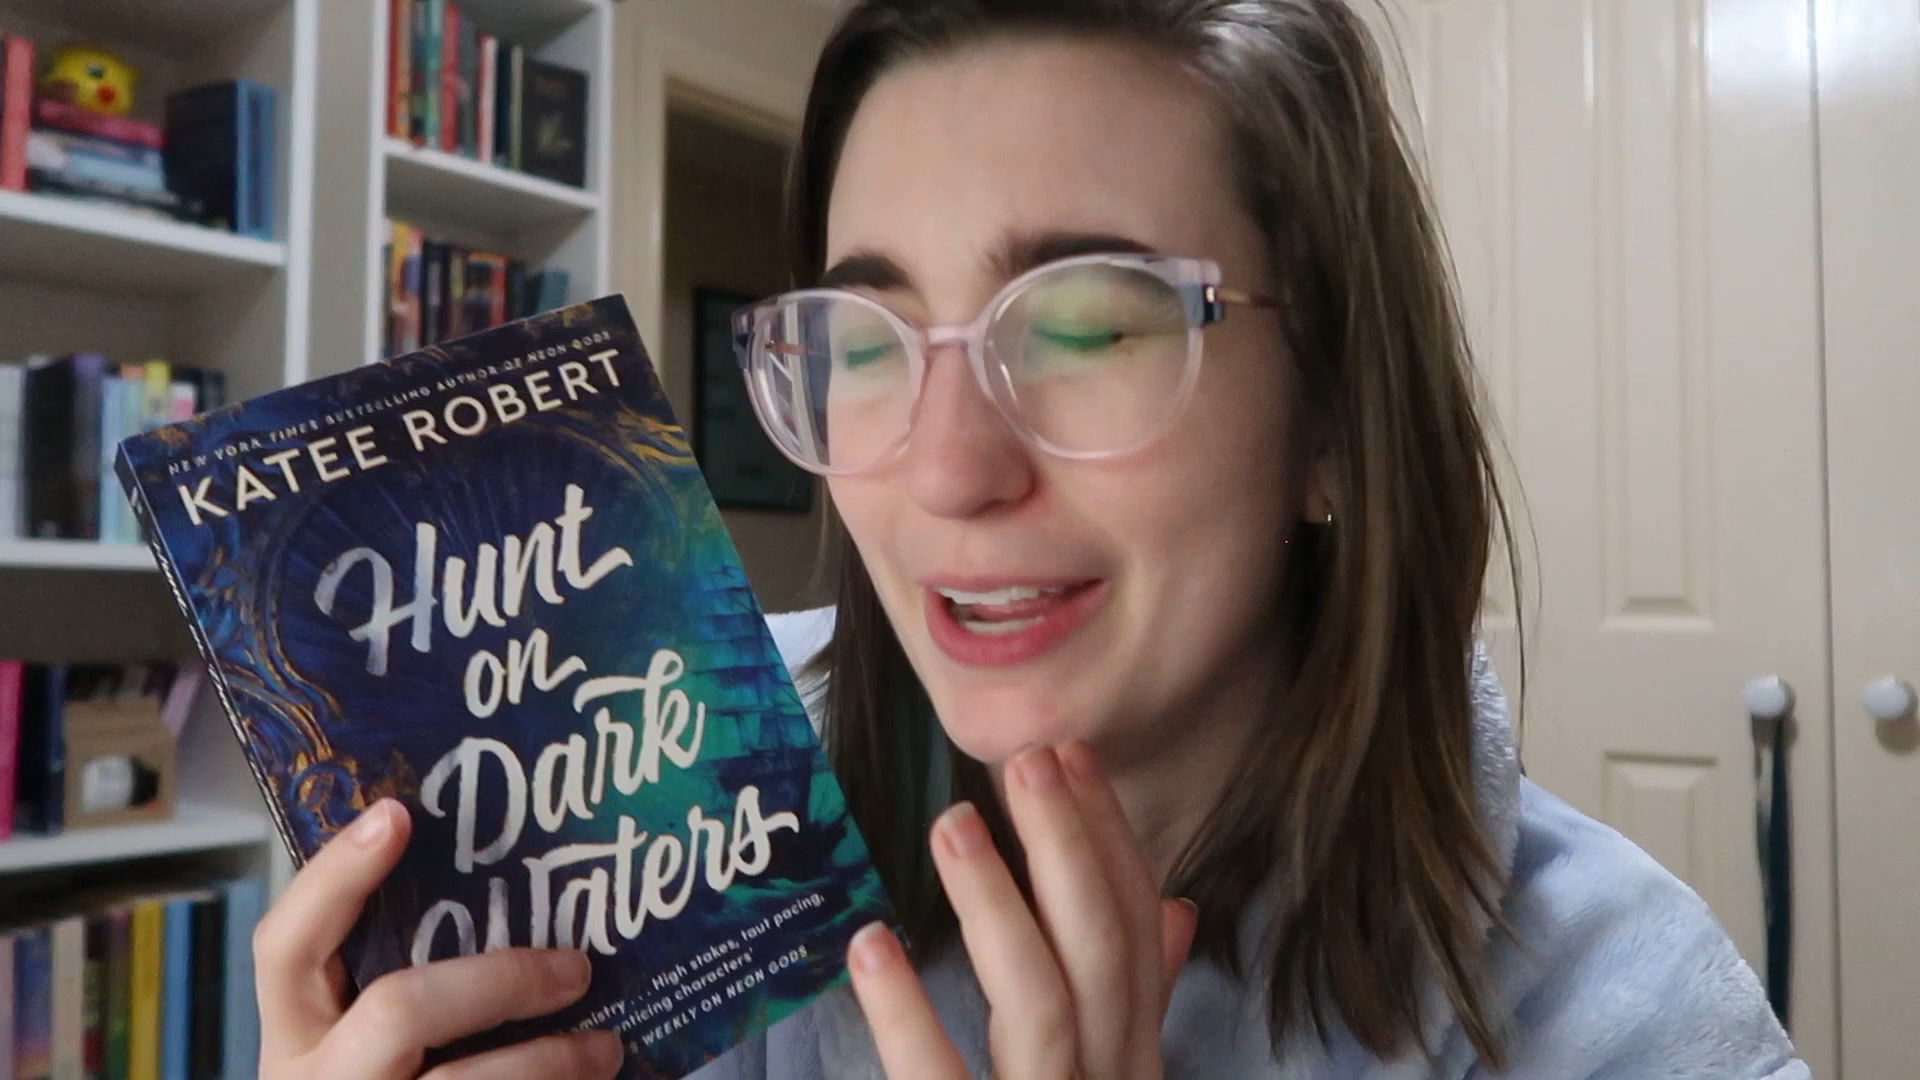 NEW YORK TIMES BESTSELLING AUTHOR OF NEON GODS
KATEE ROBERT
Hunt
on
Dark
Waters
High stakes, taut pacing,
enticing characters'
WEEKLY ON NEON GODS